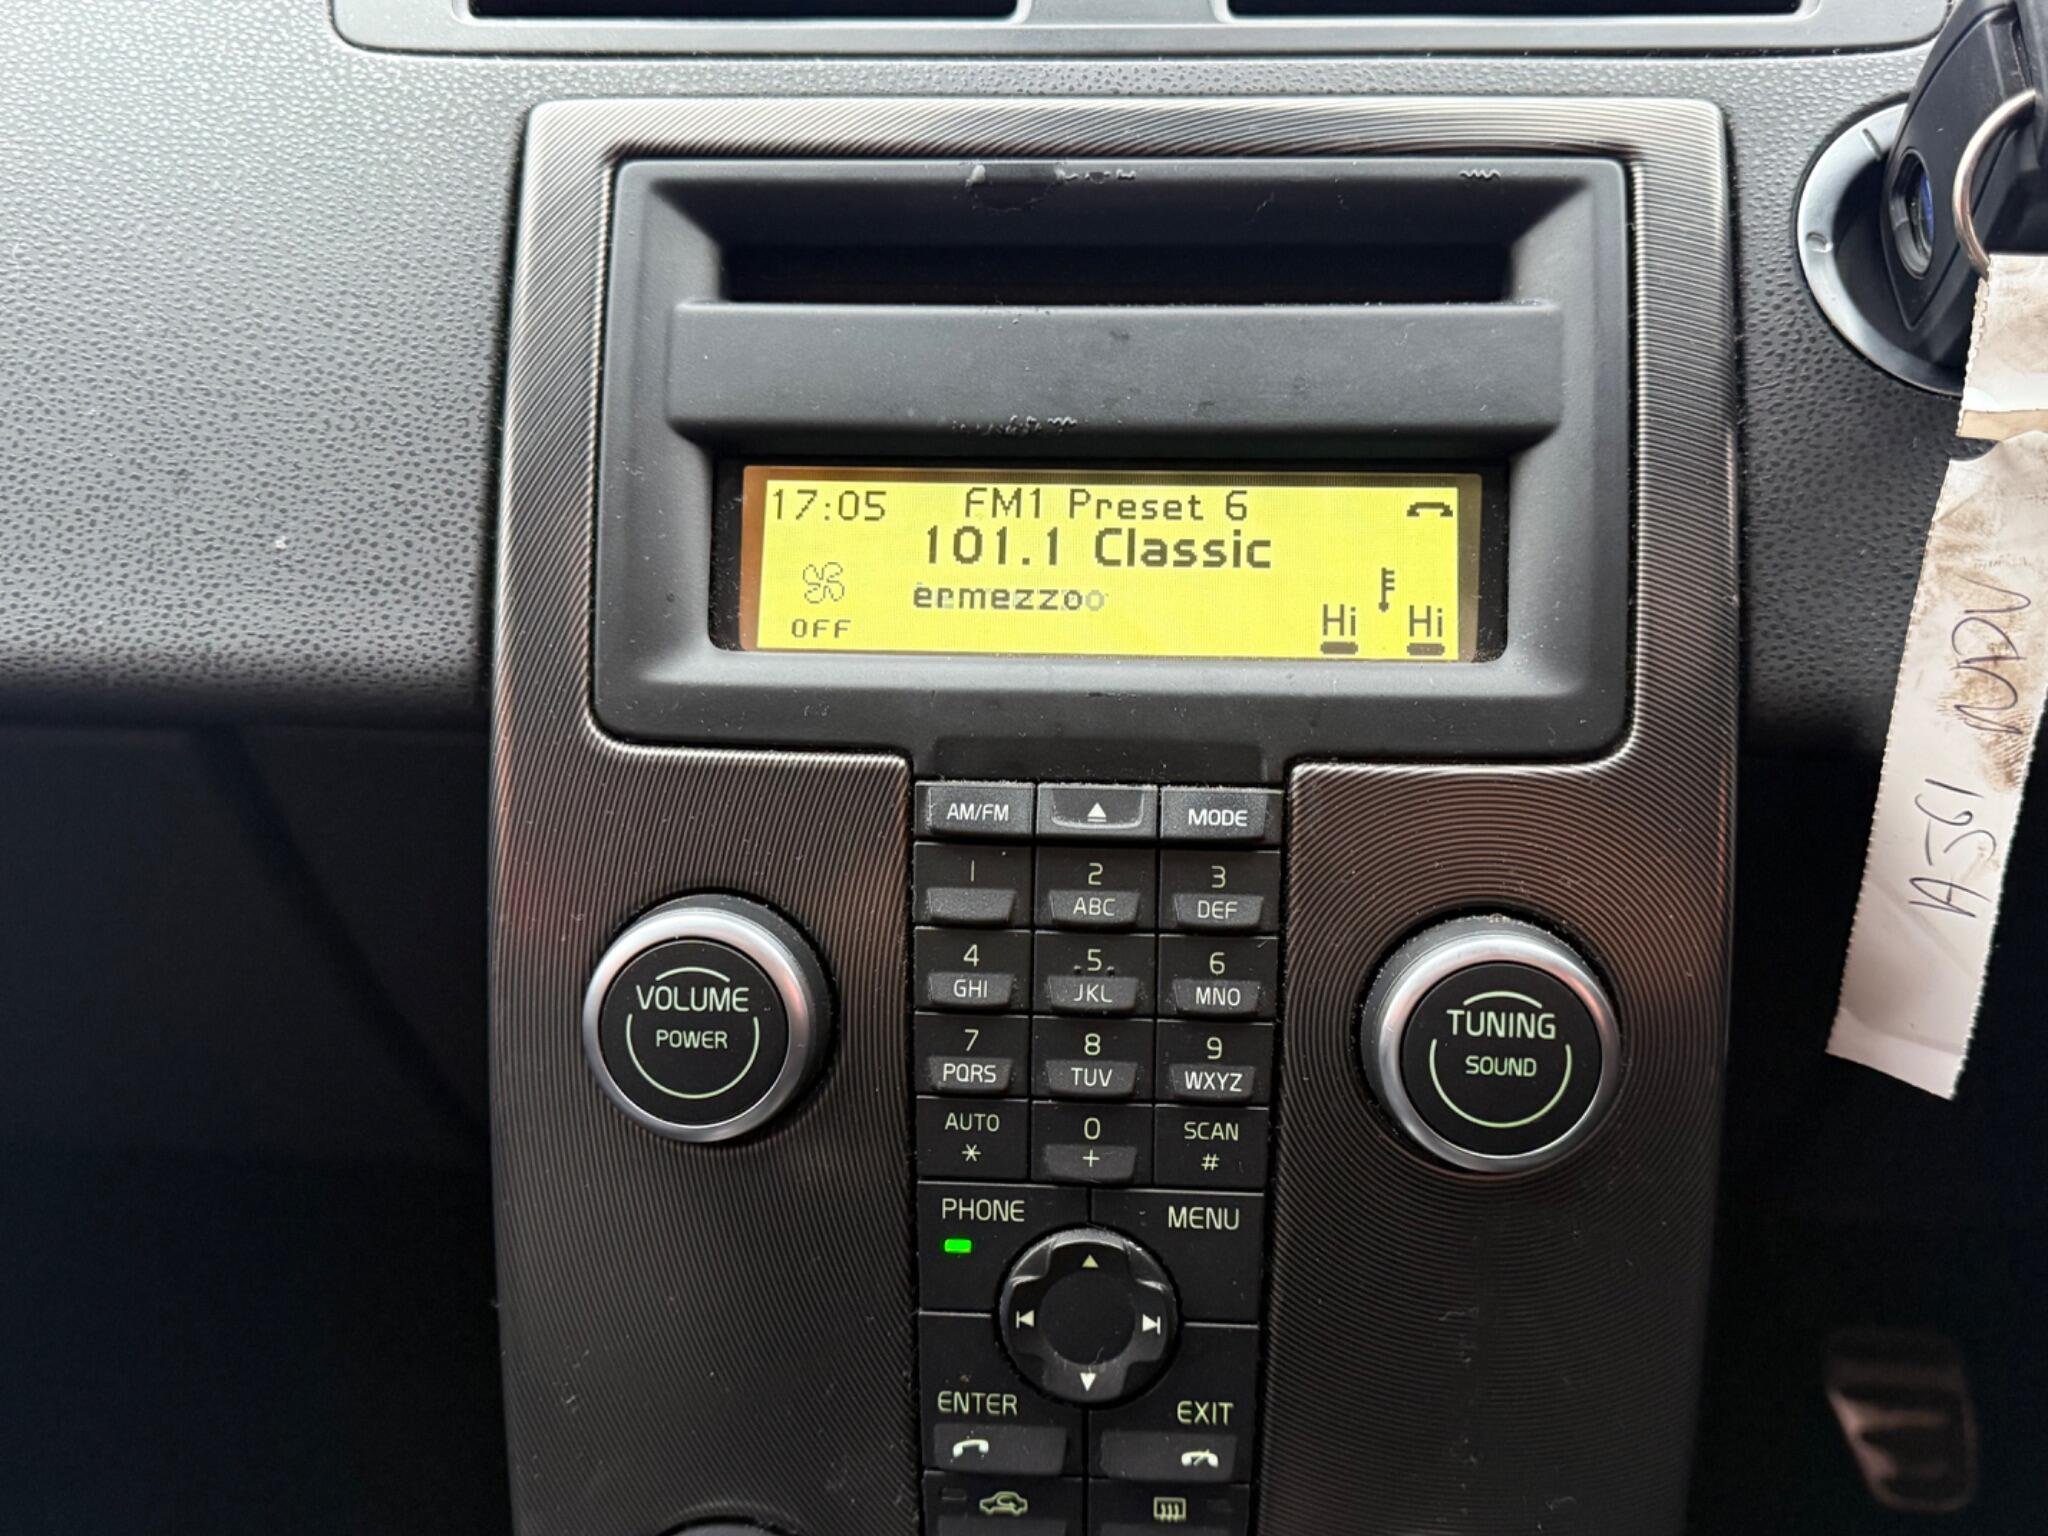 17:05 FM1 Preset 6
101.1 Classic
ermezzo
OFF
Hi Hi
AM/FM MODE
1 2 3
ABC DEF
4 5 6
GHI JKL MNO
7 8 9
PQRS TUV WXYZ
AUTO 0 SCAN
* + #
VOLUME
POWER
TUNING
SOUND
PHONE MENU
ENTER EXIT